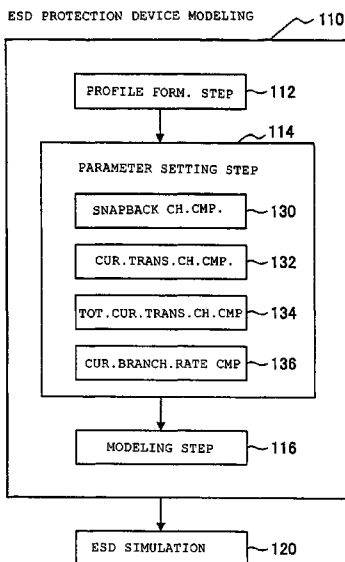 ESD PROTECTION DEVICE MODELING
110
PROFILE FORM. STEP
112
114
PARAMETER SETTING STEP
SNAPBACK CH.CMP.
130
CUR.TRANS.CH.CMP.
132
TOT.CUR.TRANS.CH.CMP
134
CUR.BRANCH.RATE CMP
136
MODELING STEP
116
ESD SIMULATION
120